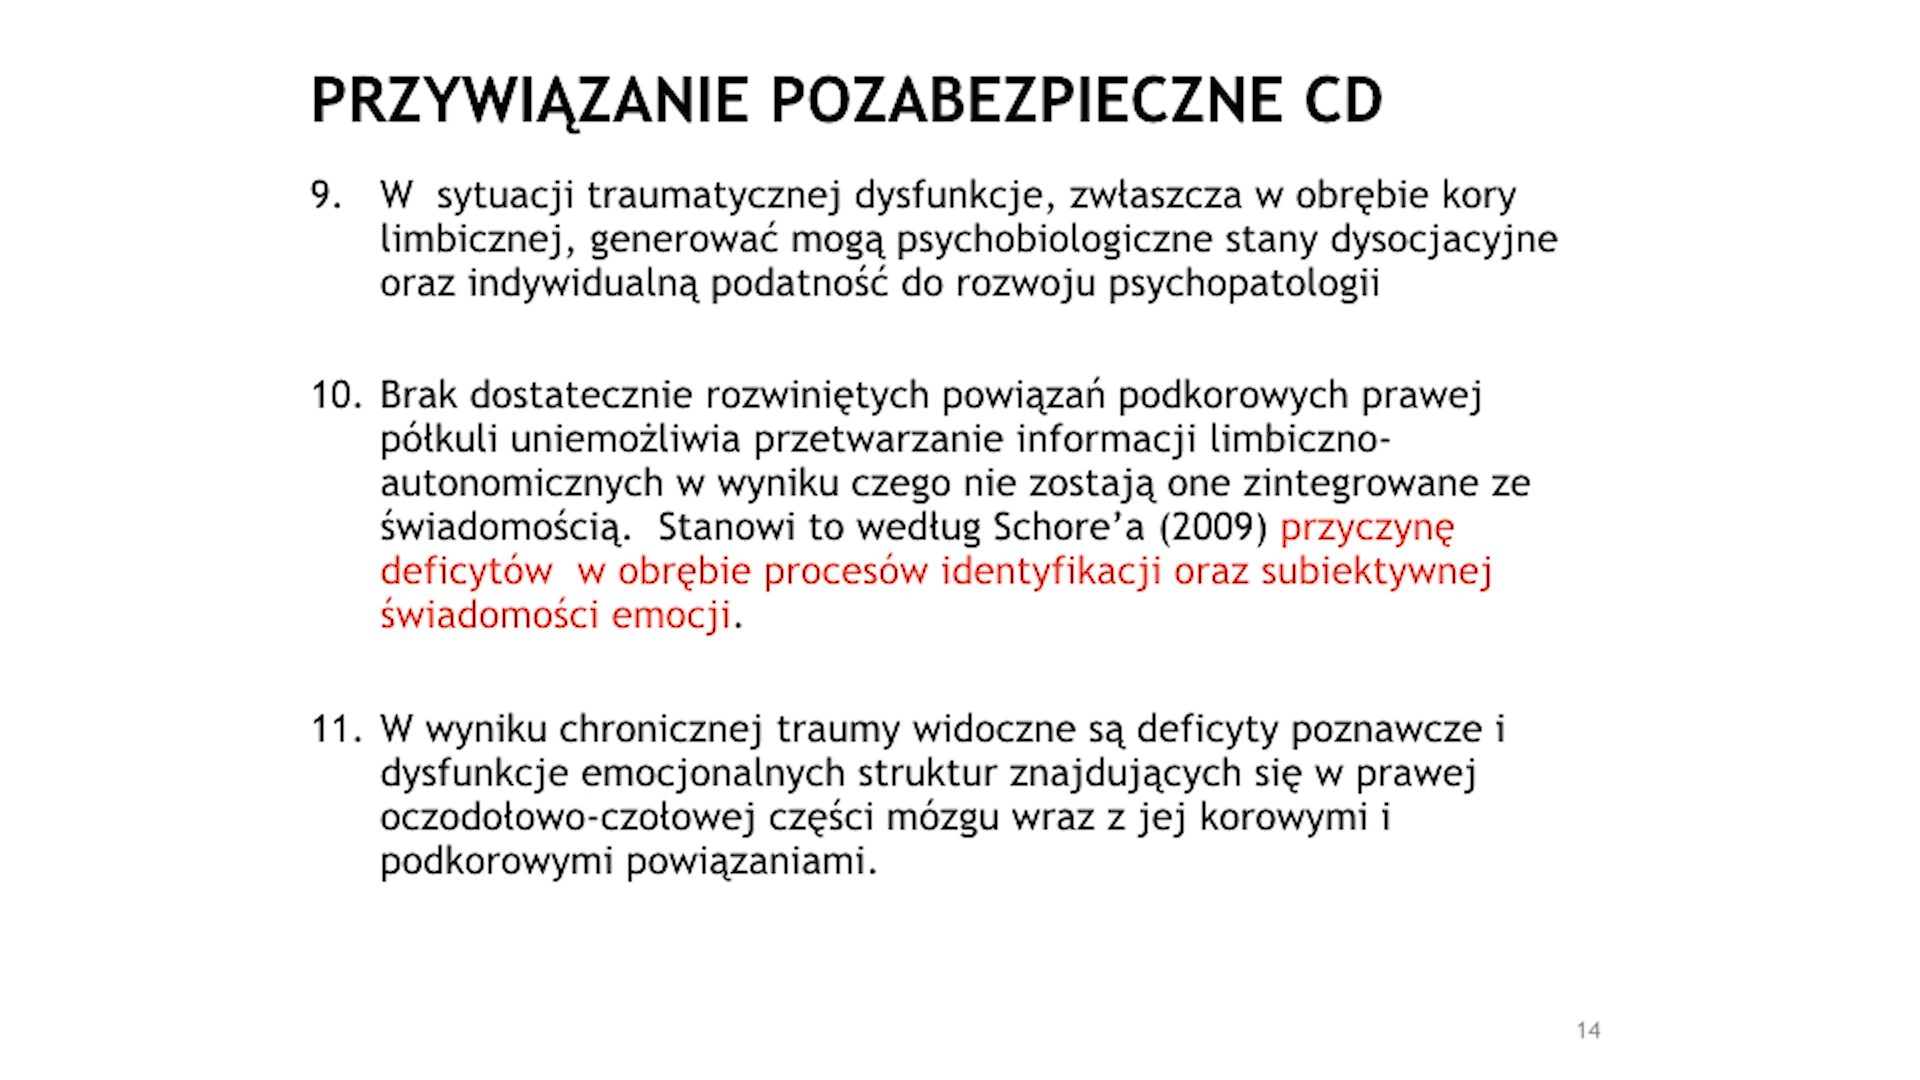 PRZYWIĄZANIE POZABEZPIECZNE CD
9. W  sytuacji traumatycznej dysfunkcje, zwłaszcza w obrębie kory
limbicznej, generować mogą psychobiologiczne stany dysocjacyjne
oraz indywidualną podatność do rozwoju psychopatologii
10. Brak dostatecznie rozwiniętych powiązań podkorowych prawej
półkuli uniemożliwia przetwarzanie informacji limbiczno-
autonomicznych w wyniku czego nie zostają one zintegrowane ze
świadomością.  Stanowi to według Schore’a (2009) przyczynę
deficytów  w obrębie procesów identyfikacji oraz subiektywnej
świadomości emocji.
11. W wyniku chronicznej traumy widoczne są deficyty poznawcze i
dysfunkcje emocjonalnych struktur znajdujących się w prawej
oczodołowo-czołowej części mózgu wraz z jej korowymi i
podkorowymi powiązaniami.
14